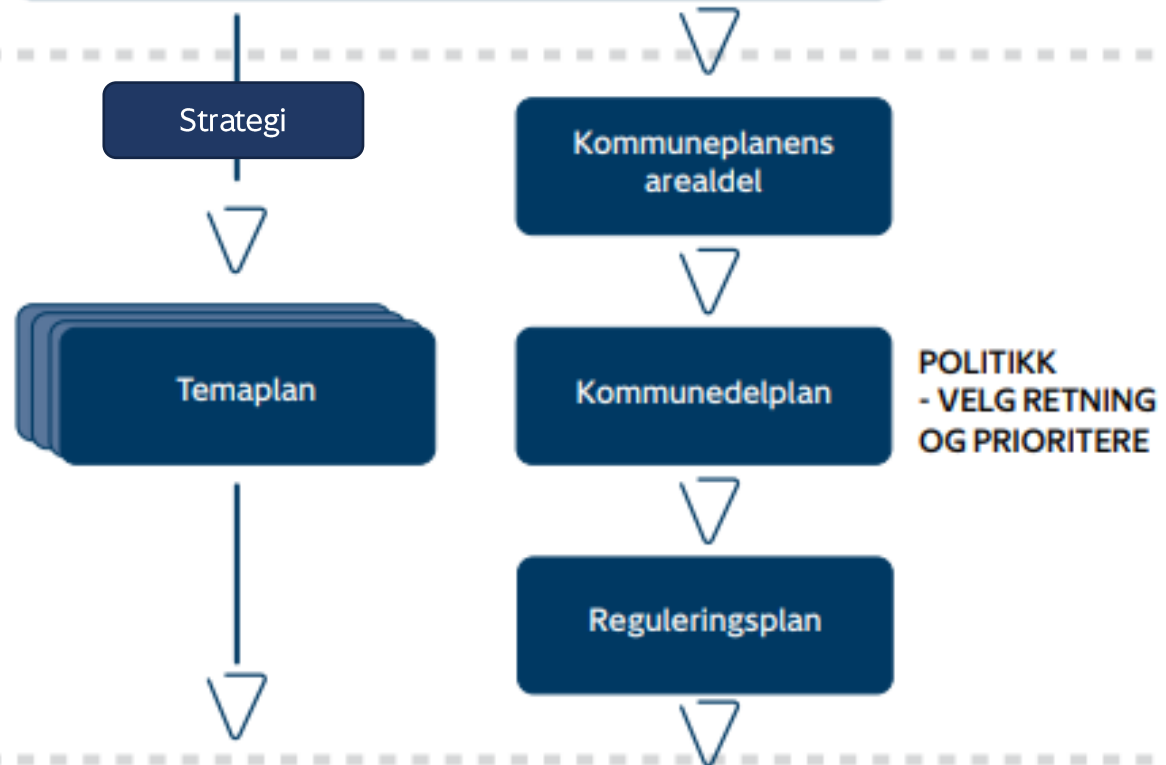 Strategi
Kommuneplanens
arealdel
Temaplan
Kommunedelplan
POLITIKK
- VELG RETNING
OG PRIORITERE
Reguleringsplan